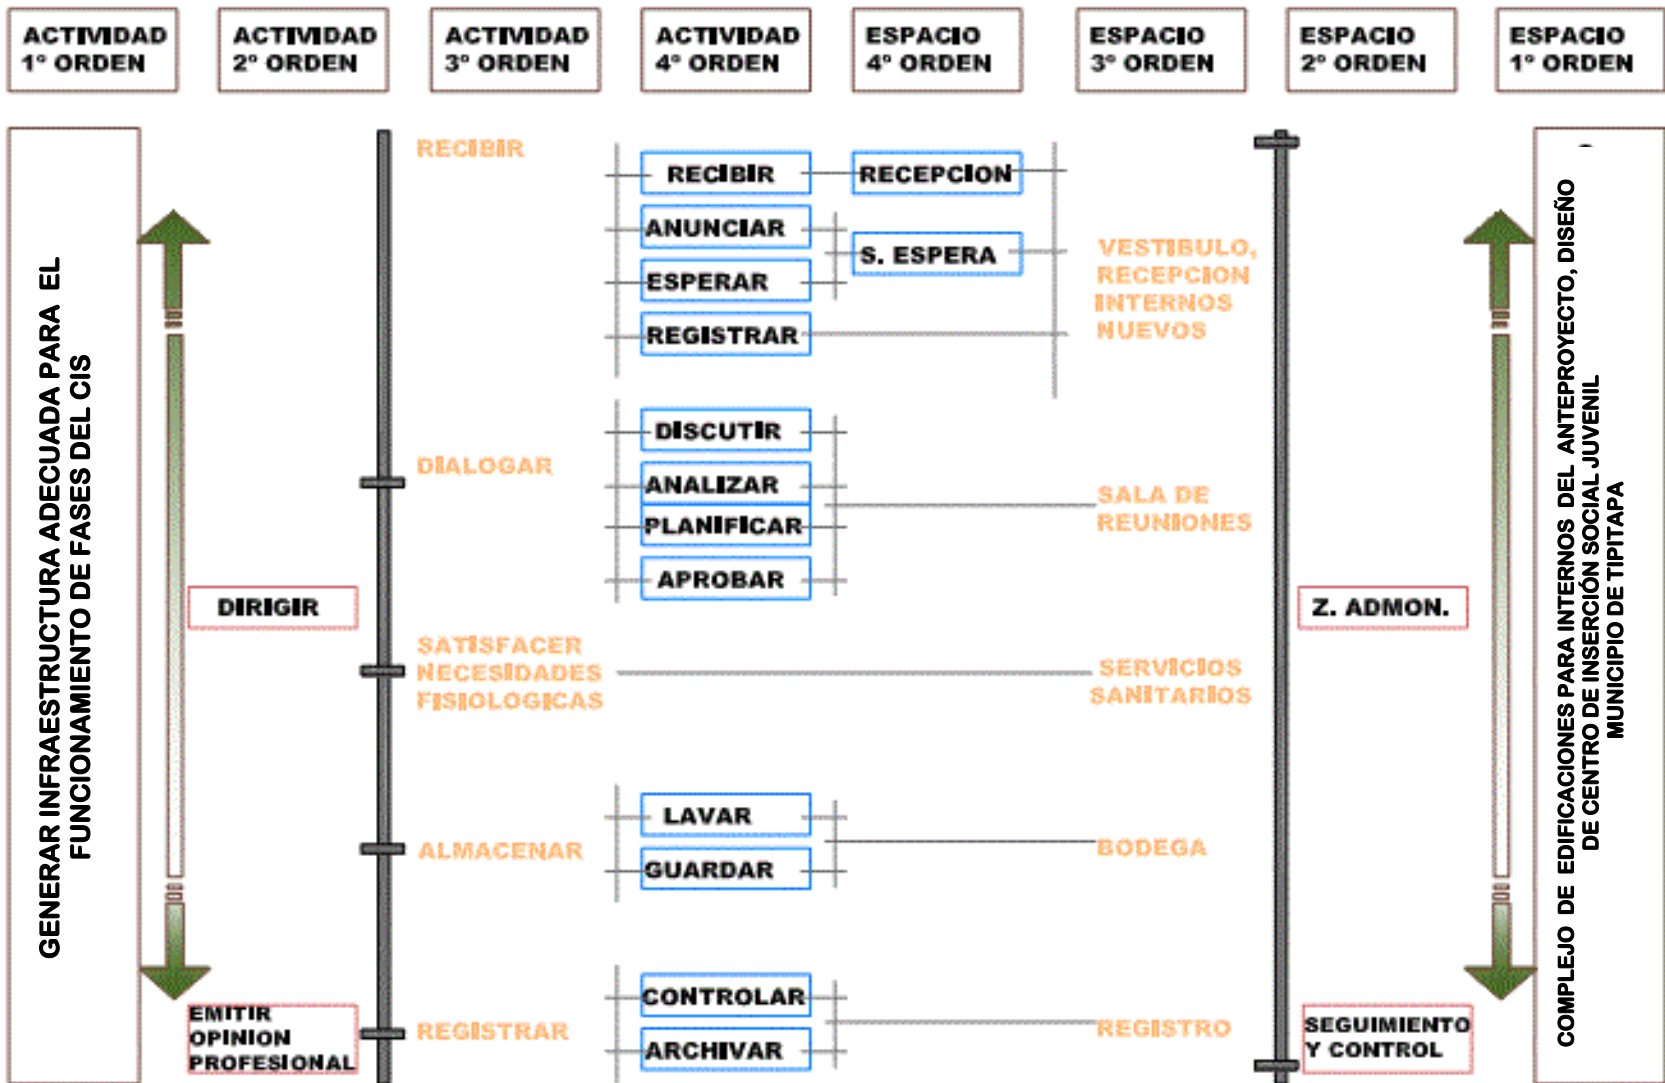 ACTIVIDAD
1° ORDEN
ACTIVIDAD
2° ORDEN
ACTIVIDAD
3° ORDEN
ACTIVIDAD
4° ORDEN
ESPACIO
4° ORDEN
ESPACIO
3° ORDEN
ESPACIO
2° ORDEN
ESPACIO
1° ORDEN
GENERAR INFRAESTRUCTURA ADECUADA PARA EL
FUNCIONAMIENTO DE FASES DEL CIS
DIRIGIR
EMITIR
OPINION
PROFESIONAL
RECIBIR
DIALOGAR
SATISFACER
NECESIDADES
FISIOLOGICAS
ALMACENAR
REGISTRAR
RECIBIR
ANUNCIAR
ESPERAR
REGISTRAR
DISCUTIR
ANALIZAR
PLANIFICAR
APROBAR
LAVAR
GUARDAR
CONTROLAR
ARCHIVAR
RECEPCION
S. ESPERA
VESTIBULO,
RECEPCION
INTERNOS
NUEVOS
SALA DE
REUNIONES
SERVICIOS
SANITARIOS
BODEGA
REGISTRO
Z. ADMON.
SEGUIMIENTO
Y CONTROL
COMPLEJO DE EDIFICACIONES PARA INTERNOS DEL ANTEPROYECTO, DISEÑO
DE CENTRO DE INSERCIÓN SOCIAL JUVENIL
MUNICIPIO DE TIPITAPA